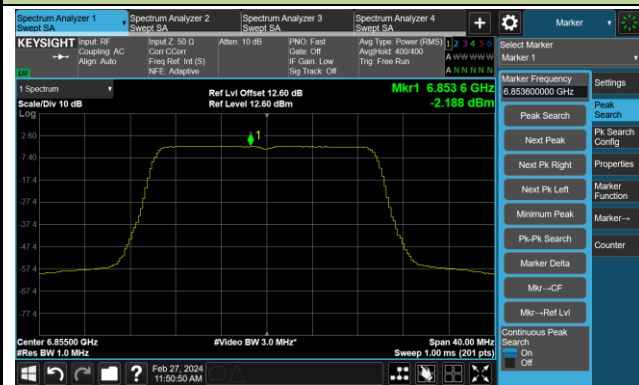 Spectrum Analyzer 1
Swept SA
Spectrum Analyzer 2
Swept SA
Spectrum Analyzer 3
Swept SA
Spectrum Analyzer 4
Swept SA
+
Marker
KEYSIGHT
Input: RF
Coupling: AC
Align: Auto
Input Z: 50 Ω
Corr CCorr
Freq Ref: Int (S)
NFE: Adaptive
Atten: 10 dB
PNO: Fast
Gate: Off
IF Gain: Low
Sig Track: Off
Avg Type: Power (RMS)
Avg|Hold: 400/400
Trig: Free Run
1 2 3 4 5 6
A W W W W W
A N N N N N
Select Marker
Marker 1
1 Spectrum
Scale/Div 10 dB
Log
Ref Lvl Offset 12.60 dB
Ref Level 12.60 dBm
Mkr1 6.853 6 GHz
-2.188 dBm
1
2.60
-7.40
-17.4
-27.4
-37.4
-47.4
-57.4
-67.4
-77.4
Center 6.85500 GHz
#Res BW 1.0 MHz
#Video BW 3.0 MHz*
Span 40.00 MHz
Sweep 1.00 ms (201 pts)
Marker Frequency
6.853600000 GHz
Peak Search
Next Peak
Next Pk Right
Next Pk Left
Minimum Peak
Pk-Pk Search
Marker Delta
Mkr→CF
Mkr→Ref Lvl
Continuous Peak
Search
On
Off
Settings
Peak
Search
Pk Search
Config
Properties
Marker
Function
Marker→
Counter
?
Feb 27, 2024
11:50:50 AM